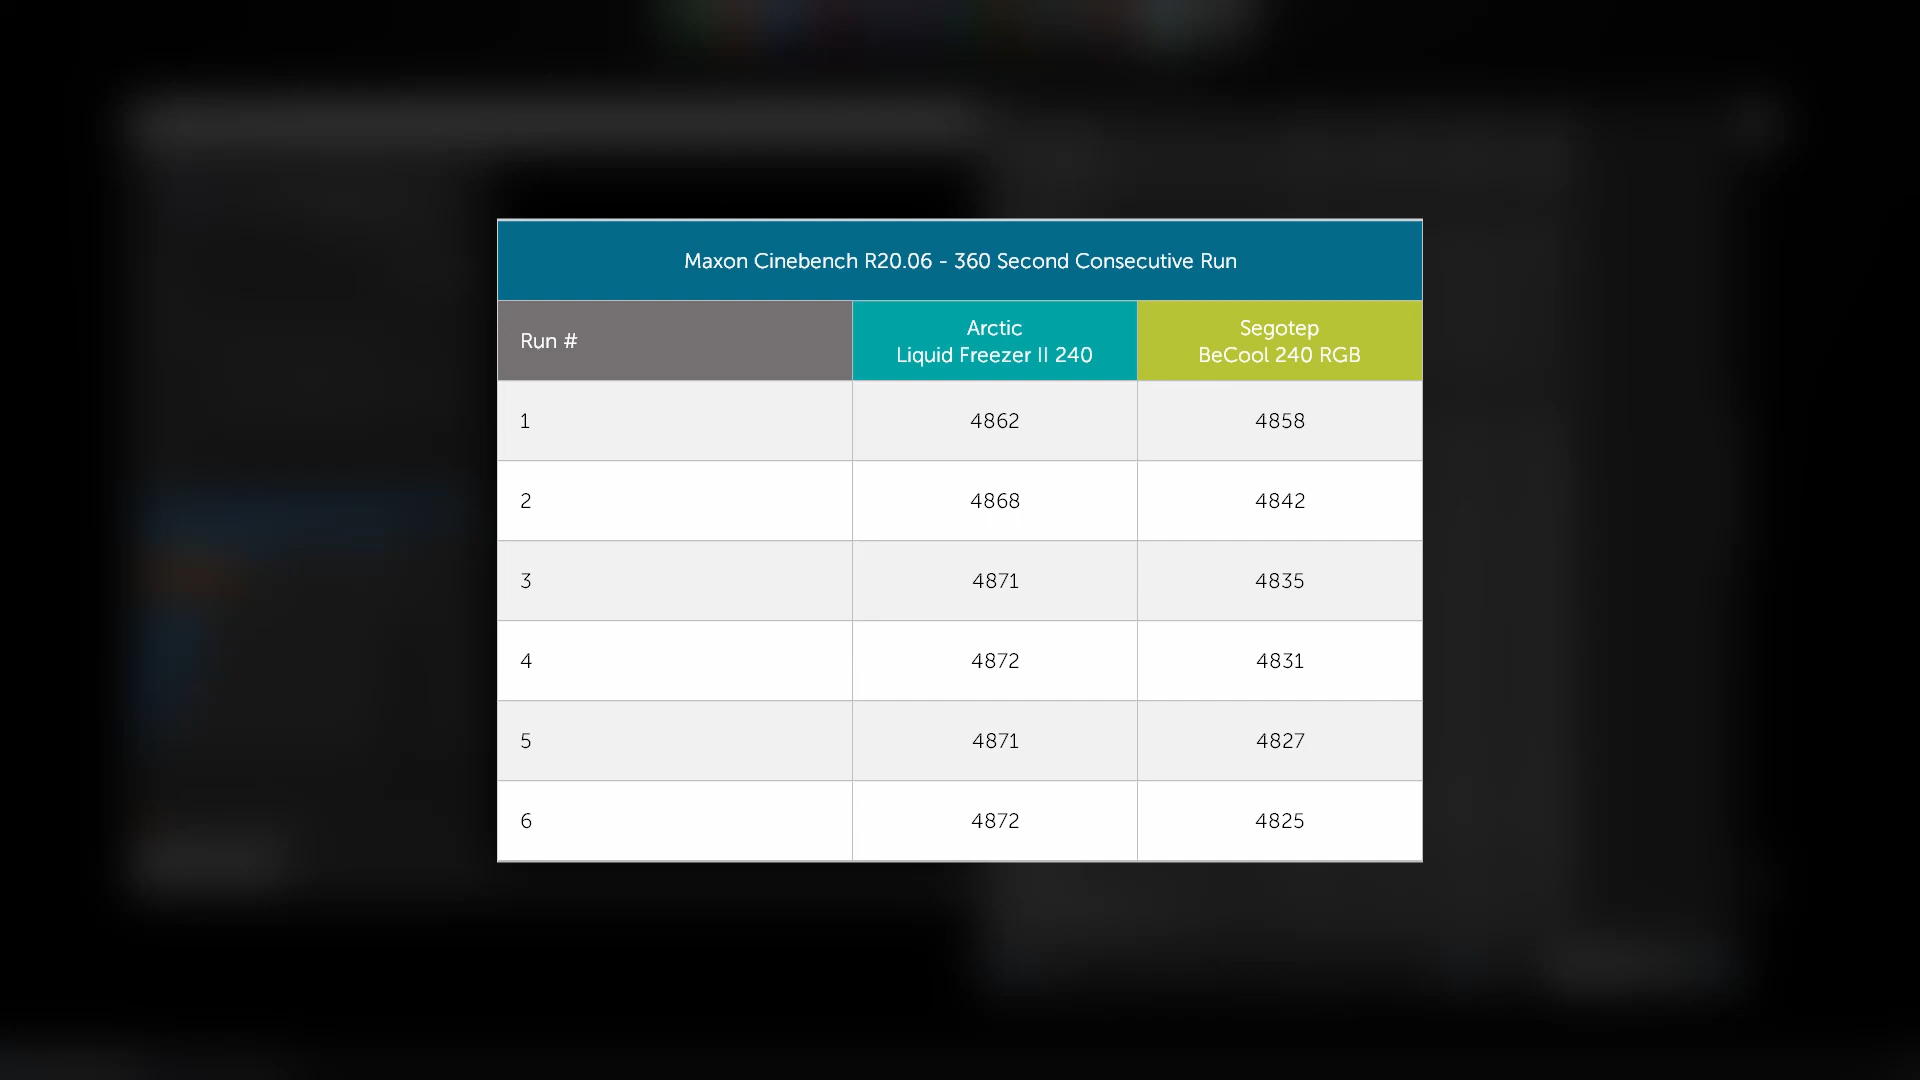 Maxon Cinebench R20.06 - 360 Second Consecutive Run
Run #
Arctic
Liquid Freezer II 240
Segotep
BeCool 240 RGB
1 4862 4858
2 4868 4842
3 4871 4835
4 4872 4831
5 4871 4827
6 4872 4825